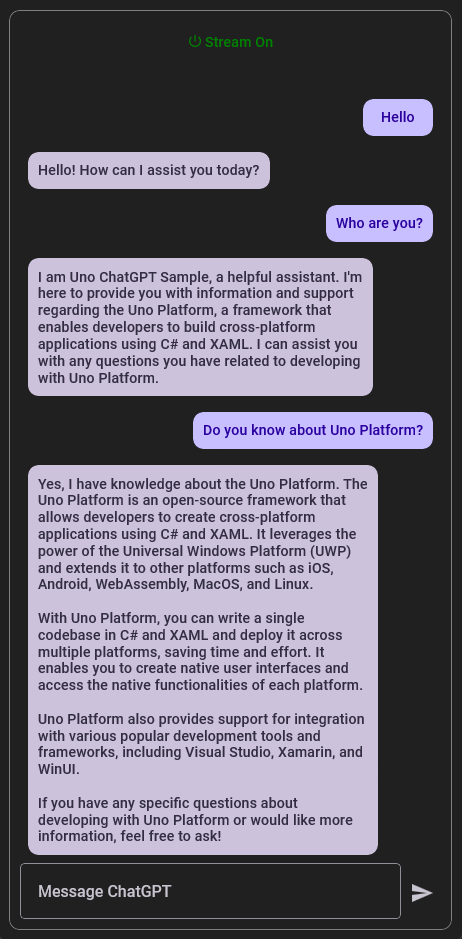 Stream On
Hello
Hello! How can I assist you today?
Who are you?
I am Uno ChatGPT Sample, a helpful assistant. I'm
here to provide you with information and support
regarding the Uno Platform, a framework that
enables developers to build cross-platform
applications using C# and XAML. I can assist you
with any questions you have related to developing
with Uno Platform.
Do you know about Uno Platform?
Yes, I have knowledge about the Uno Platform. The
Uno Platform is an open-source framework that
allows developers to create cross-platform
applications using C# and XAML. It leverages the
power of the Universal Windows Platform (UWP)
and extends it to other platforms such as iOS,
Android, WebAssembly, MacOS, and Linux.
With Uno Platform, you can write a single
codebase in C# and XAML and deploy it across
multiple platforms, saving time and effort. It
enables you to create native user interfaces and
access the native functionalities of each platform.
Uno Platform also provides support for integration
with various popular development tools and
frameworks, including Visual Studio, Xamarin, and
WinUI.
If you have any specific questions about
developing with Uno Platform or would like more
information, feel free to ask!
Message ChatGPT